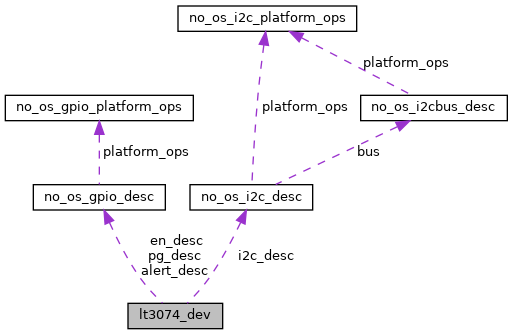 no_os_i2c_platform_ops
platform_ops
no_os_gpio_platform_ops
platform_ops
no_os_i2cbus_desc
platform_ops
bus
no_os_gpio_desc
no_os_i2c_desc
en_desc
pg_desc
alert_desc
i2c_desc
lt3074_dev